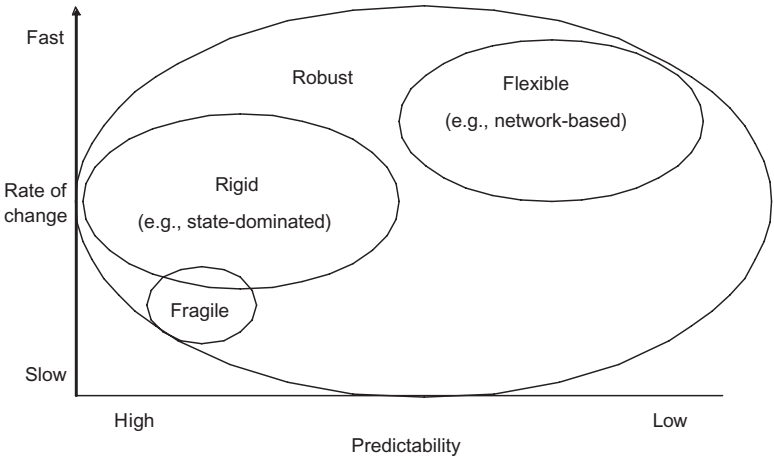 Fast
Robust
Flexible
(e.g., network-based)
Rate of
change
Rigid
(e.g., state-dominated)
Fragile
Slow
High
Low
Predictability